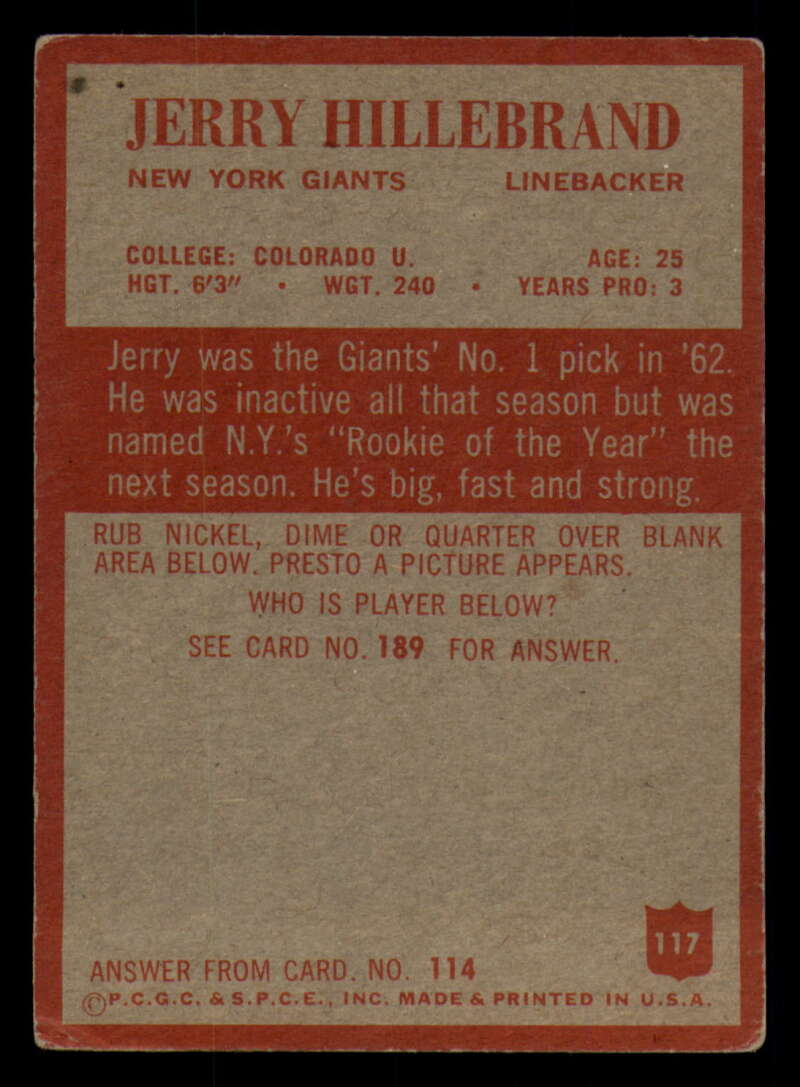 JERRY HILLEBRAND
NEW YORK GIANTS LINEBACKER
COLLEGE: COLORADO U. AGE: 25
HGT. 6'3" • WGT. 240 • YEARS PRO: 3
Jerry was the Giants' No. 1 pick in '62.
He was inactive all that season but was
named N.Y.'s "Rookie of the Year" the
next season. He's big, fast and strong.
RUB NICKEL, DIME OR QUARTER OVER BLANK
AREA BELOW. PRESTO A PICTURE APPEARS.
WHO IS PLAYER BELOW?
SEE CARD NO. 189 FOR ANSWER.
117
ANSWER FROM CARD. NO. 114
©P.C.G.C. & S.P.C.E., INC. MADE & PRINTED IN U.S.A.